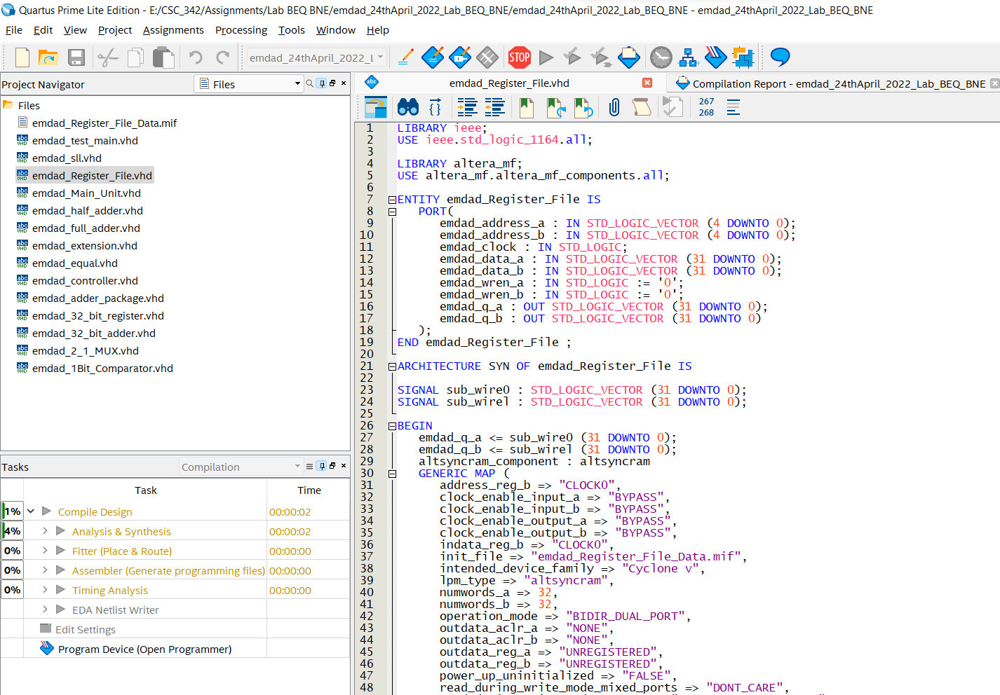 Quartus Prime Lite Edition - E:/CSC_342/Assignments/Lab BEQ BNE/emdad_24thApril_2022_Lab_BEQ_BNE/emdad_24thApril_2022_Lab_BEQ_BNE - emdad_24thApril_2022_Lab_BEQ_BNE
File Edit View Project Assignments Processing Tools Window Help
emdad_24thApril_2022_L
STOP
Project Navigator
Files
Files
emdad_Register_File_Data.mif
emdad_test_main.vhd
emdad_sll.vhd
emdad_Register_File.vhd
emdad_Main_Unit.vhd
emdad_half_adder.vhd
emdad_full_adder.vhd
emdad_extension.vhd
emdad_equal.vhd
emdad_controller.vhd
emdad_adder_package.vhd
emdad_32_bit_register.vhd
emdad_32_bit_adder.vhd
emdad_2_1_MUX.vhd
emdad_1Bit_Comparator.vhd
Tasks
Compilation
Task Time
1% Compile Design 00:00:02
4% Analysis & Synthesis 00:00:02
0% Fitter (Place & Route) 00:00:00
0% Assembler (Generate programming files) 00:00:00
0% Timing Analysis 00:00:00
EDA Netlist Writer
Edit Settings
Program Device (Open Programmer)
emdad_Register_File.vhd
Compilation Report - emdad_24thApril_2022_Lab_BEQ_BNE
267
268
1 LIBRARY ieee;
2 USE ieee.std_logic_1164.all;
3
4 LIBRARY altera_mf;
5 USE altera_mf.altera_mf_components.all;
6
7 ENTITY emdad_Register_File IS
8 PORT(
9 emdad_address_a : IN STD_LOGIC_VECTOR (4 DOWNTO 0);
10 emdad_address_b : IN STD_LOGIC_VECTOR (4 DOWNTO 0);
11 emdad_clock : IN STD_LOGIC;
12 emdad_data_a : IN STD_LOGIC_VECTOR (31 DOWNTO 0);
13 emdad_data_b : IN STD_LOGIC_VECTOR (31 DOWNTO 0);
14 emdad_wren_a : IN STD_LOGIC := '0';
15 emdad_wren_b : IN STD_LOGIC := '0';
16 emdad_q_a : OUT STD_LOGIC_VECTOR (31 DOWNTO 0);
17 emdad_q_b : OUT STD_LOGIC_VECTOR (31 DOWNTO 0)
18 );
19 END emdad_Register_File ;
20
21 ARCHITECTURE SYN OF emdad_Register_File IS
22
23 SIGNAL sub_wire0 : STD_LOGIC_VECTOR (31 DOWNTO 0);
24 SIGNAL sub_wire1 : STD_LOGIC_VECTOR (31 DOWNTO 0);
25
26 BEGIN
27 emdad_q_a <= sub_wire0 (31 DOWNTO 0);
28 emdad_q_b <= sub_wire1 (31 DOWNTO 0);
29 altsyncram_component : altsyncram
30 GENERIC MAP (
31 address_reg_b => "CLOCK0",
32 clock_enable_input_a => "BYPASS",
33 clock_enable_input_b => "BYPASS",
34 clock_enable_output_a => "BYPASS",
35 clock_enable_output_b => "BYPASS",
36 indata_reg_b => "CLOCK0",
37 init_file => "emdad_Register_File_Data.mif",
38 intended_device_family => "Cyclone v",
39 lpm_type => "altsyncram",
40 numwords_a => 32,
41 numwords_b => 32,
42 operation_mode => "BIDIR_DUAL_PORT",
43 outdata_aclr_a => "NONE",
44 outdata_aclr_b => "NONE",
45 outdata_reg_a => "UNREGISTERED",
46 outdata_reg_b => "UNREGISTERED",
47 power_up_uninitialized => "FALSE",
48 read_during_write_mode_mixed_ports => "DONT_CARE",